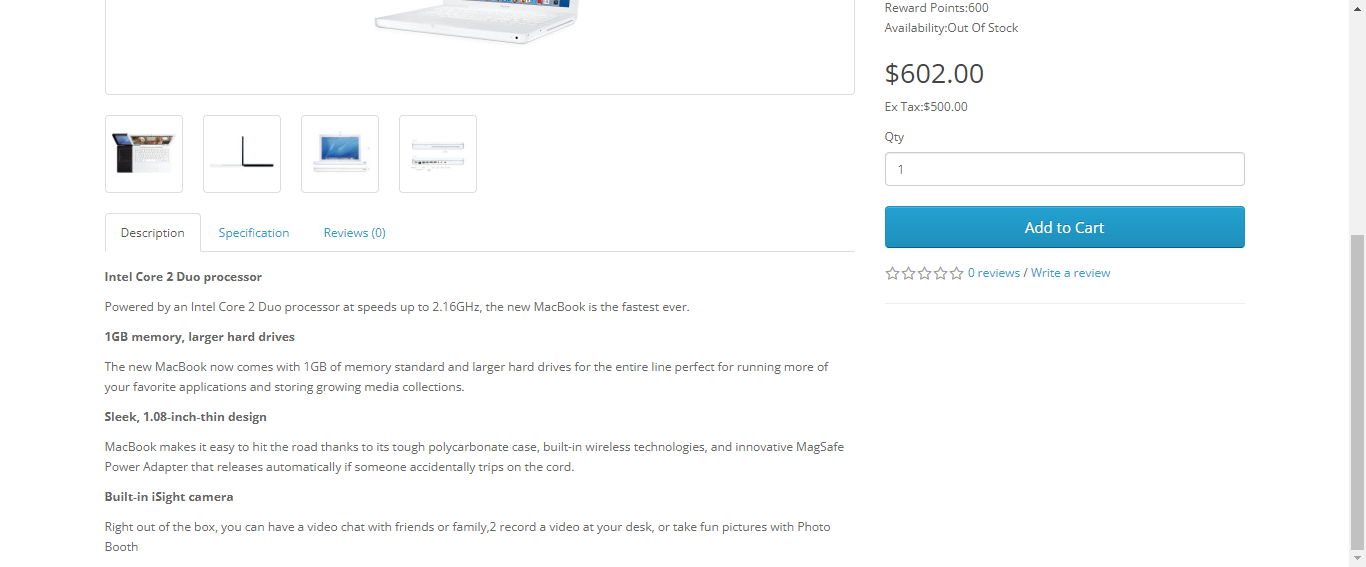 Reward Points:600
Availability:Out Of Stock
$602.00
Ex Tax:$500.00
Qty
1
Add to Cart
0 reviews / Write a review
Description
Specification
Reviews (0)
Intel Core 2 Duo processor
Powered by an Intel Core 2 Duo processor at speeds up to 2.16GHz, the new MacBook is the fastest ever.
1GB memory, larger hard drives
The new MacBook now comes with 1GB of memory standard and larger hard drives for the entire line perfect for running more of
your favorite applications and storing growing media collections.
Sleek, 1.08-inch-thin design
MacBook makes it easy to hit the road thanks to its tough polycarbonate case, built-in wireless technologies, and innovative MagSafe
Power Adapter that releases automatically if someone accidentally trips on the cord.
Built-in iSight camera
Right out of the box, you can have a video chat with friends or family,2 record a video at your desk, or take fun pictures with Photo
Booth